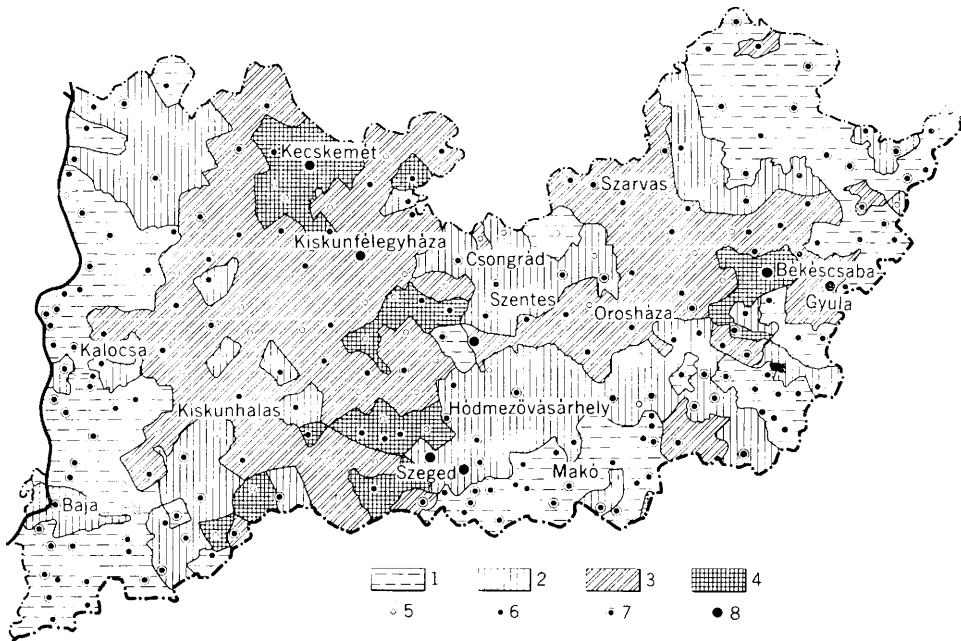 Kecskemét
Szarvas
Kiskunfélegyháza
Csongrád
Békéscsaba
Szentes
Gyula
Orosháza
Kalocsa
Kiskunhalas
Hódmezővásárhely
Szeged
Makó
Baja
1 2 3 4
5 6 7 8